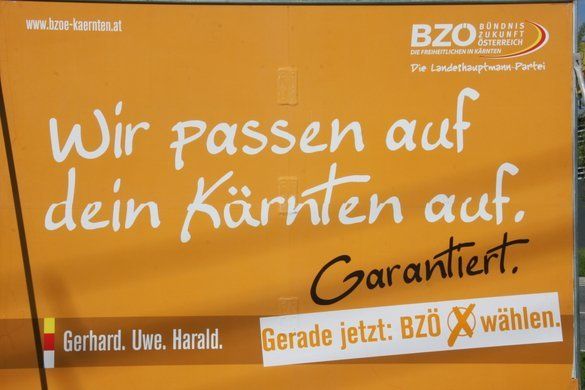 www.bzoe-kaernten.at
BZÖ BÜNDNIS
ZUKUNFT
ÖSTERREICH
DIE FREIHEITLICHEN IN KÄRNTEN
Die Landeshauptmann-Partei
Wir passen auf
dein Kärnten auf.
Garantiert.
Gerhard. Uwe. Harald.
Gerade jetzt: BZÖ X wählen.